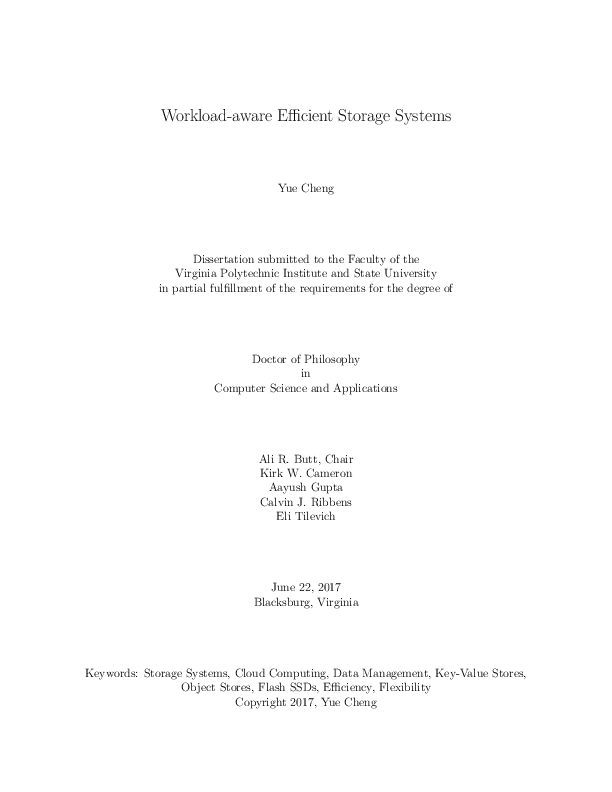 Workload-aware Efficient Storage Systems
Yue Cheng
Dissertation submitted to the Faculty of the
Virginia Polytechnic Institute and State University
in partial fulfillment of the requirements for the degree of
Doctor of Philosophy
in
Computer Science and Applications
Ali R. Butt, Chair
Kirk W. Cameron
Aayush Gupta
Calvin J. Ribbens
Eli Tilevich
June 22, 2017
Blacksburg, Virginia
Keywords: Storage Systems, Cloud Computing, Data Management, Key-Value Stores,
Object Stores, Flash SSDs, Efficiency, Flexibility
Copyright 2017, Yue Cheng